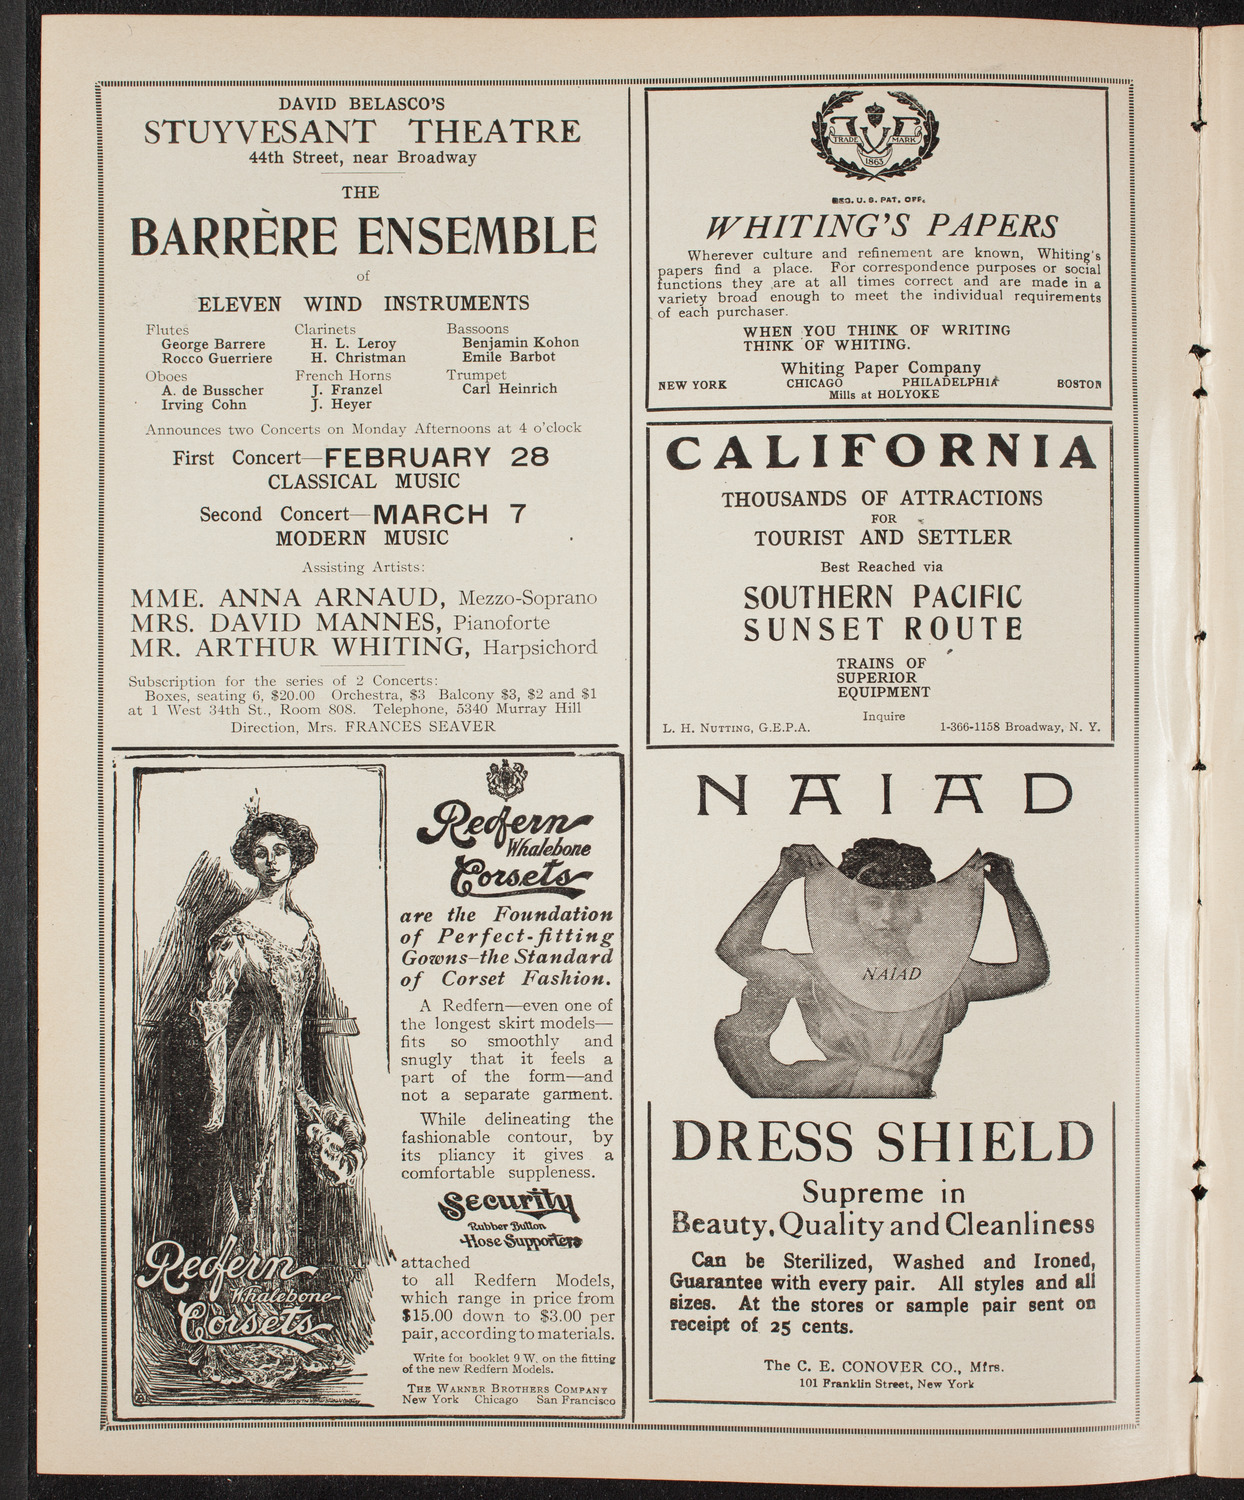 DAVID BELASCO'S
STUYVESANT THEATRE
44th Street, near Broadway
THE
BARRÈRE ENSEMBLE
of
ELEVEN WIND INSTRUMENTS
Flutes
George Barrere
Rocco Guerriere
Oboes
A. de Busscher
Irving Cohn
Clarinets
H. L. Leroy
H. Christman
French Horns
J. Franzel
J. Heyer
Bassoons
Benjamin Kohon
Emile Barbot
Trumpet
Carl Heinrich
Announces two Concerts on Monday Afternoons at 4 o'clock
First Concert—FEBRUARY 28
CLASSICAL MUSIC
Second Concert—MARCH 7
MODERN MUSIC
Assisting Artists:
MME. ANNA ARNAUD, Mezzo-Soprano
MRS. DAVID MANNES, Pianoforte
MR. ARTHUR WHITING, Harpsichord
Subscription for the series of 2 Concerts:
Boxes, seating 6, $20.00 Orchestra, $3 Balcony $3, $2 and $1
at 1 West 34th St., Room 808. Telephone, 5340 Murray Hill
Direction, Mrs. FRANCES SEAVER
Redfern
Whalebone
Corsets
are the Foundation
of Perfect-fitting
Gowns—the Standard
of Corset Fashion.
A Redfern—even one of
the longest skirt models—
fits so smoothly and
snugly that it feels a
part of the form—and
not a separate garment.
While delineating the
fashionable contour, by
its pliancy it gives a
comfortable suppleness.
Security
Rubber Button
Hose Supporters
attached
to all Redfern Models,
which range in price from
$15.00 down to $3.00 per
pair, according to materials.
Write for booklet 9 W. on the fitting
of the new Redfern Models.
THE WARNER BROTHERS COMPANY
New York Chicago San Francisco
Redfern
Whalebone
Corsets
TRADE MARK
1865
REG. U. S. PAT. OFF.
WHITING'S PAPERS
Wherever culture and refinement are known, Whiting's
papers find a place. For correspondence purposes or social
functions they are at all times correct and are made in a
variety broad enough to meet the individual requirements
of each purchaser.
WHEN YOU THINK OF WRITING
THINK OF WHITING.
Whiting Paper Company
NEW YORK CHICAGO PHILADELPHIA BOSTON
Mills at HOLYOKE
CALIFORNIA
THOUSANDS OF ATTRACTIONS
FOR
TOURIST AND SETTLER
Best Reached via
SOUTHERN PACIFIC
SUNSET ROUTE
TRAINS OF
SUPERIOR
EQUIPMENT
Inquire
L. H. NUTTING, G.E.P.A. 1-366-1158 Broadway, N. Y.
NAIAD
NAIAD
DRESS SHIELD
Supreme in
Beauty, Quality and Cleanliness
Can be Sterilized, Washed and Ironed,
Guarantee with every pair. All styles and all
sizes. At the stores or sample pair sent on
receipt of 25 cents.
The C. E. CONOVER CO., Mfrs.
101 Franklin Street, New York